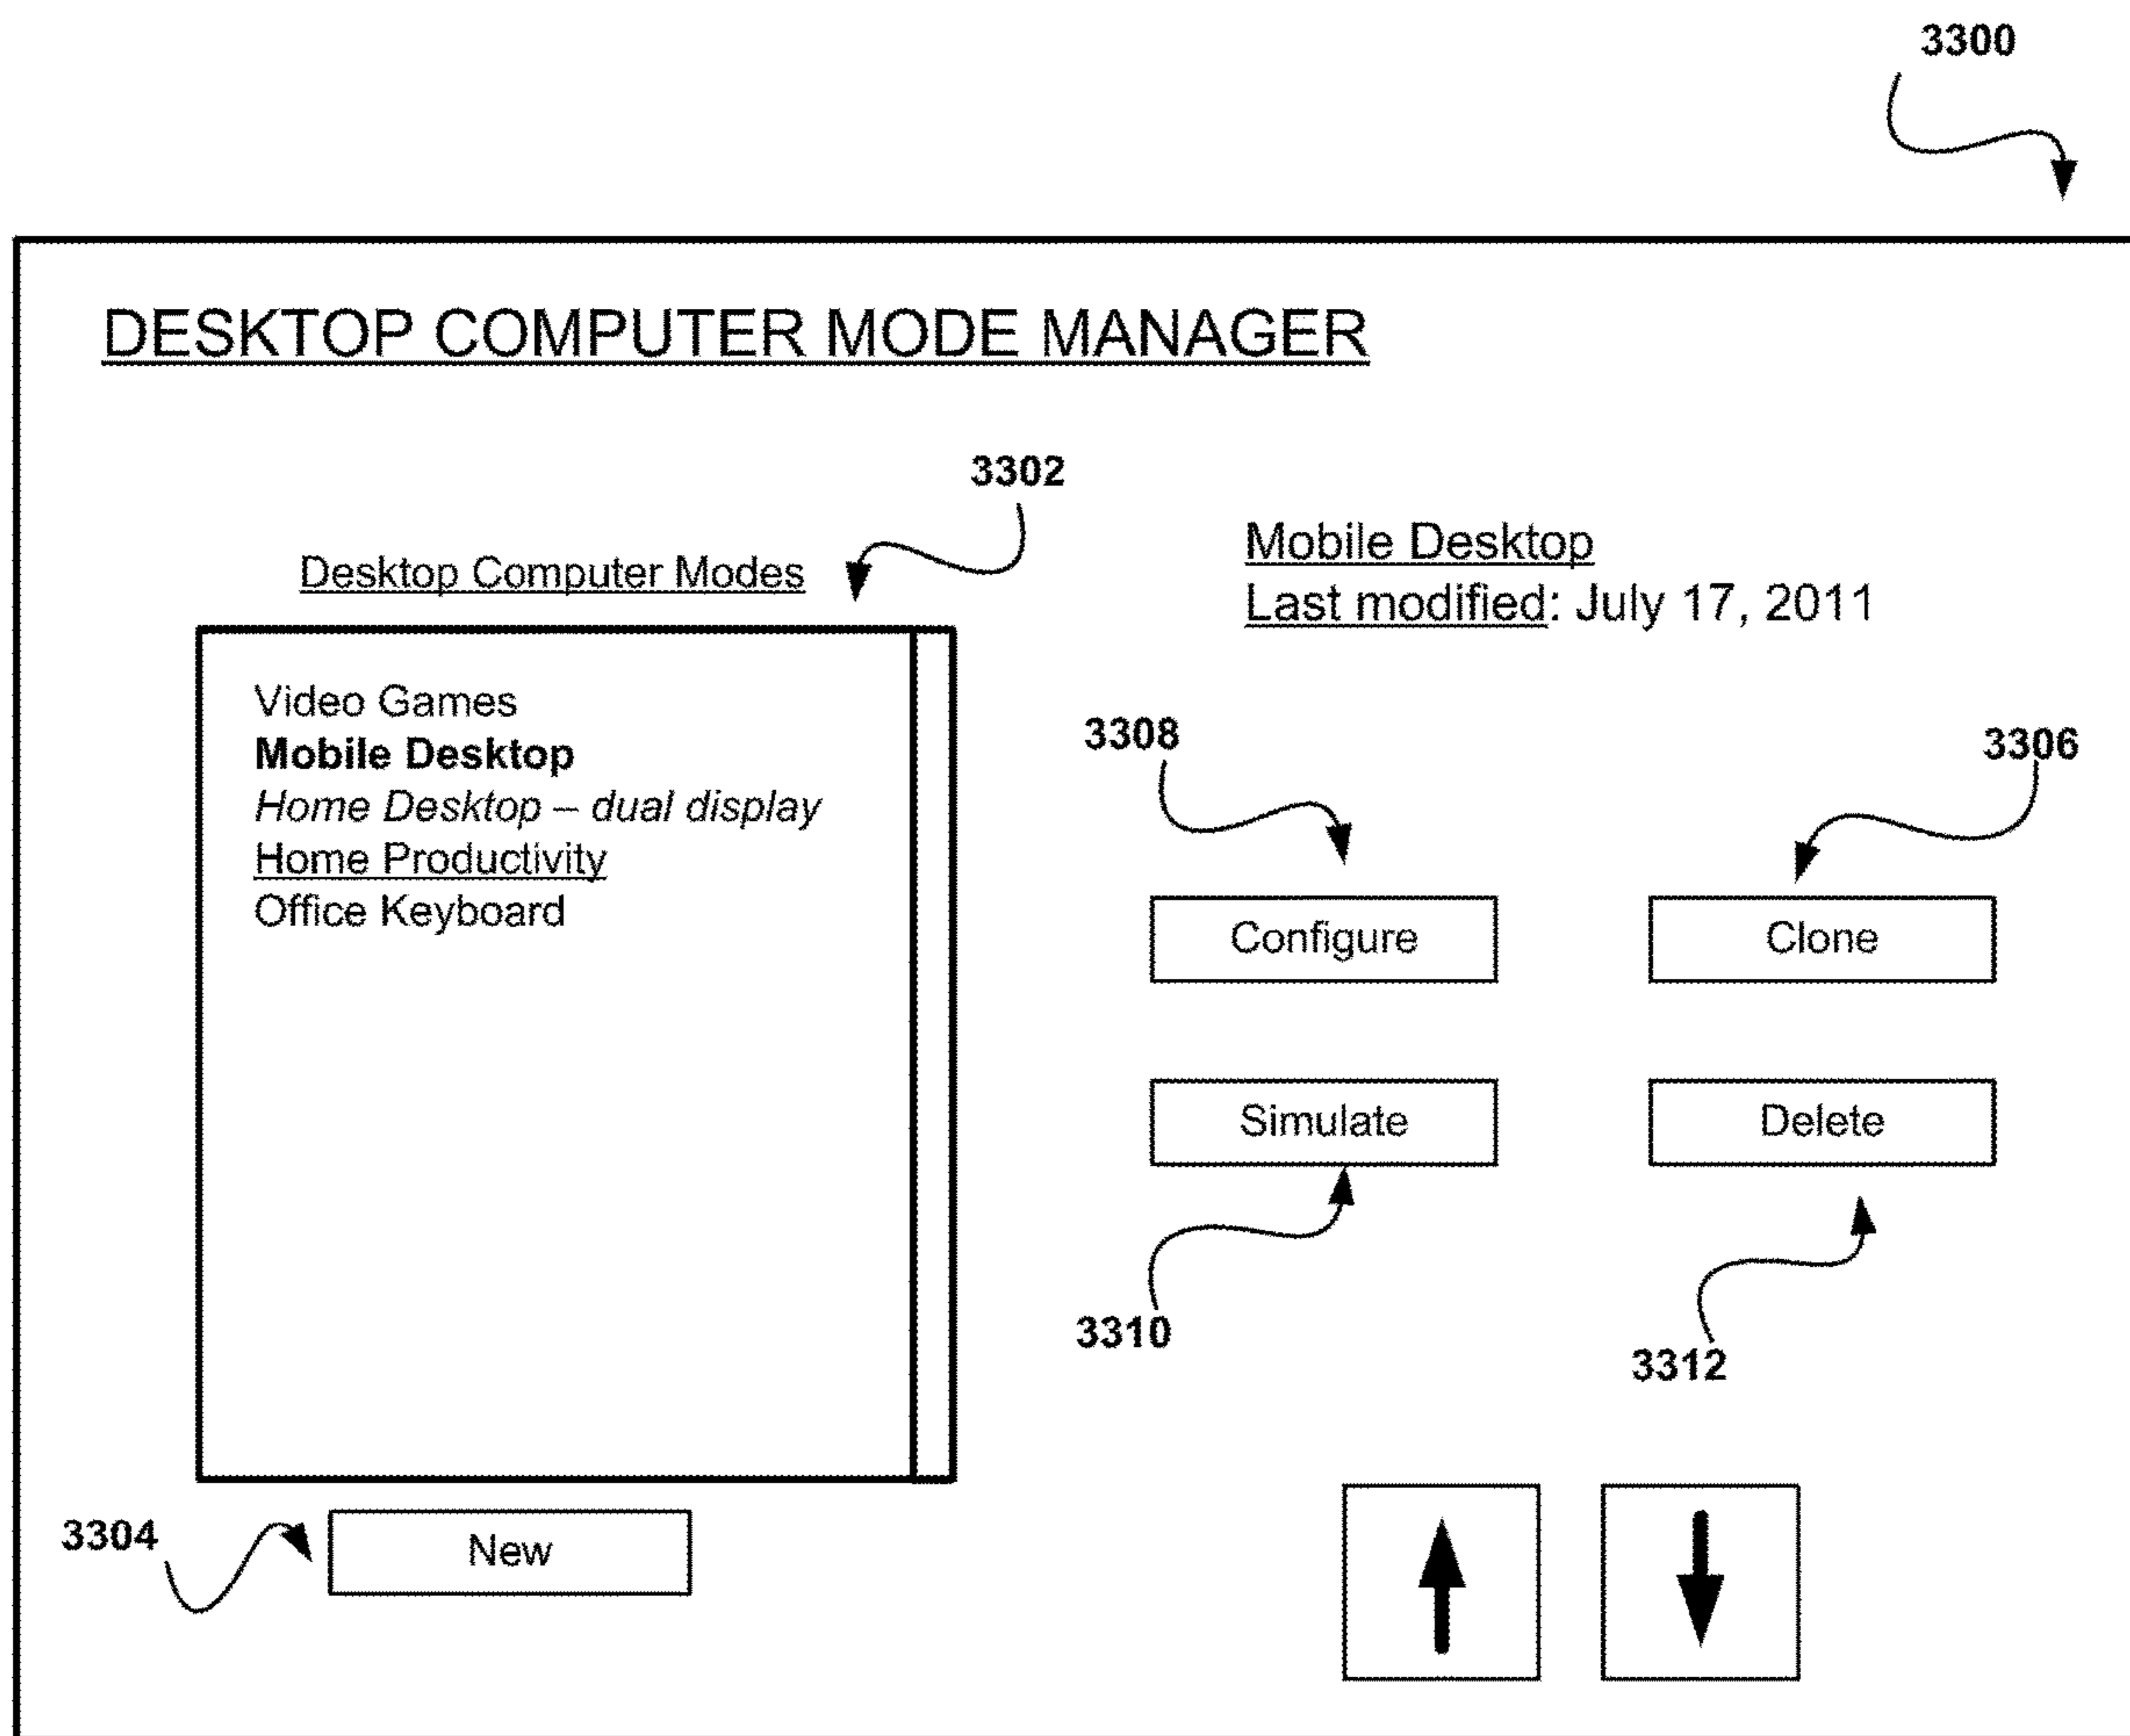 3300
DESKTOP COMPUTER MODE MANAGER
3302
Desktop Computer Modes
Video Games
Mobile Desktop
Home Desktop – dual display
Home Productivity
Office Keyboard
3304
New
Mobile Desktop
Last modified: July 17, 2011
3308
3306
Configure
Clone
Simulate
Delete
3310
3312